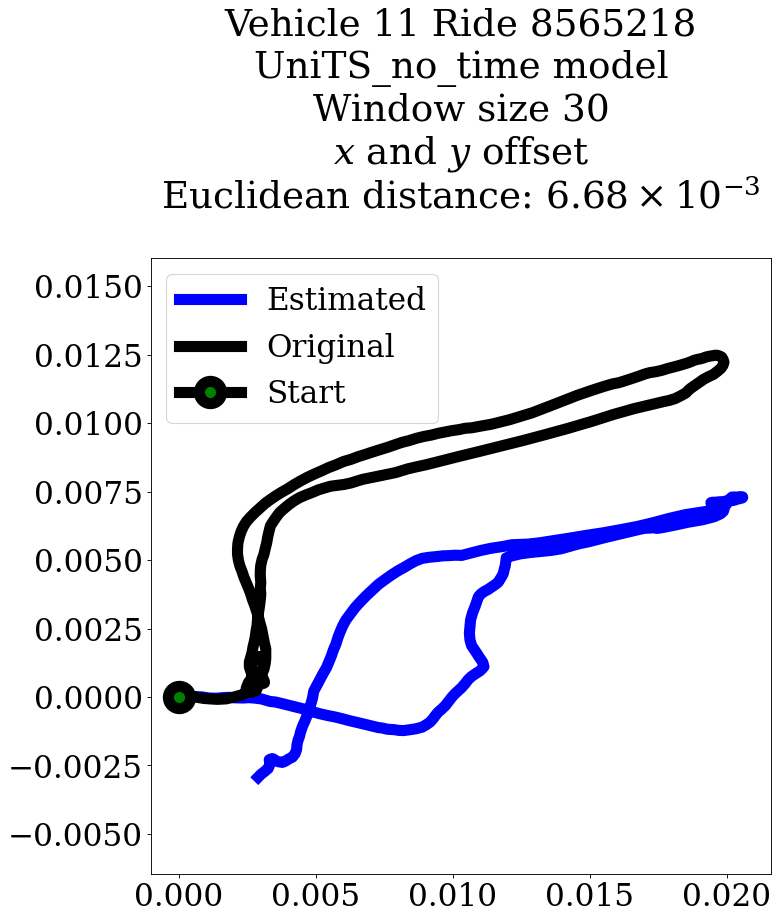 Vehicle 11 Ride 8565218
UniTS_no_time model
Window size 30
x and y offset
Euclidean distance: 6.68 × 10⁻³
Estimated
Original
Start
0.0150
0.0125
0.0100
0.0075
0.0050
0.0025
0.0000
−0.0025
−0.0050
0.000 0.005 0.010 0.015 0.020